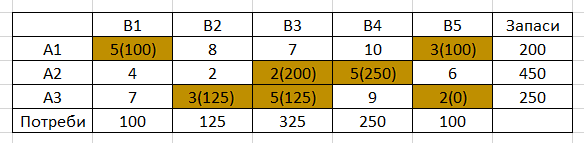 B1 B2 B3 B4 B5 Запаси
A1 5(100) 8 7 10 3(100) 200
A2 4 2 2(200) 5(250) 6 450
A3 7 3(125) 5(125) 9 2(0) 250
Потреби 100 125 325 250 100